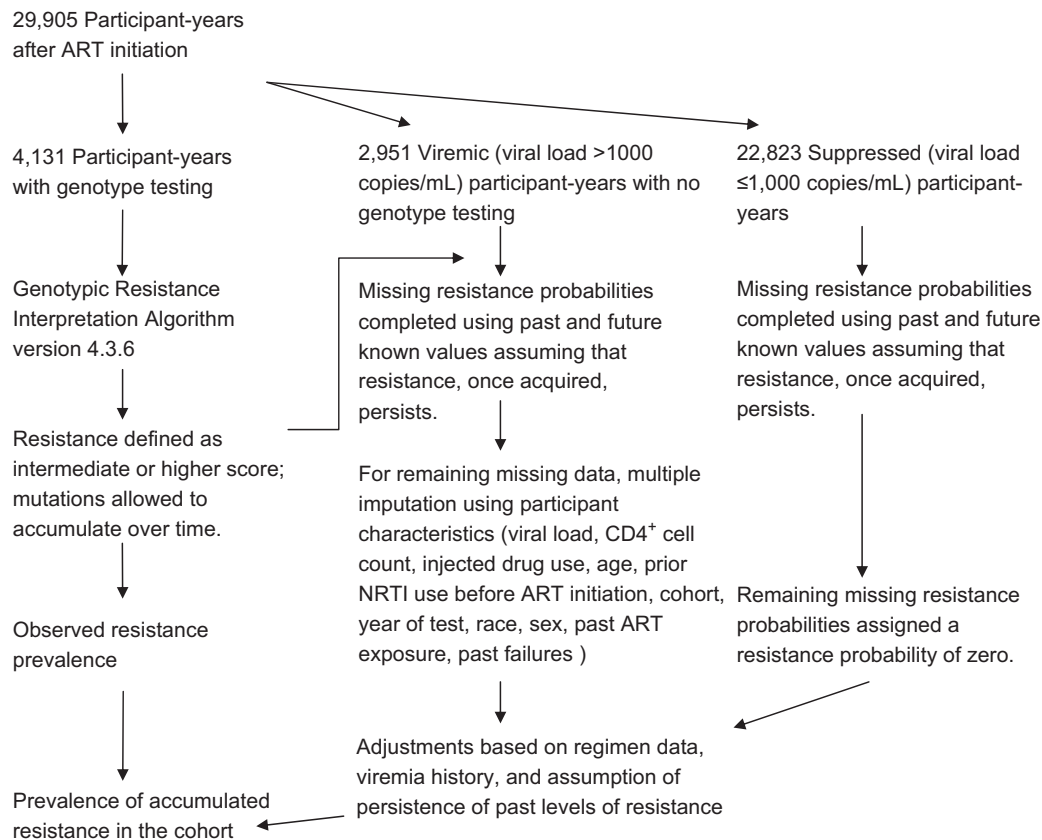 29,905 Participant-years
after ART initiation
4,131 Participant-years
with genotype testing
Genotypic Resistance
Interpretation Algorithm
version 4.3.6
Resistance defined as
intermediate or higher score;
mutations allowed to
accumulate over time.
Observed resistance
prevalence
Prevalence of accumulated
resistance in the cohort
2,951 Viremic (viral load >1000
copies/mL) participant-years with no
genotype testing
Missing resistance probabilities
completed using past and future
known values assuming that
resistance, once acquired,
persists.
For remaining missing data, multiple
imputation using participant
characteristics (viral load, CD4⁺ cell
count, injected drug use, age, prior
NRTI use before ART initiation, cohort,
year of test, race, sex, past ART
exposure, past failures )
Adjustments based on regimen data,
viremia history, and assumption of
persistence of past levels of resistance
22,823 Suppressed (viral load
≤1,000 copies/mL) participant-
years
Missing resistance probabilities
completed using past and future
known values assuming that
resistance, once acquired,
persists.
Remaining missing resistance
probabilities assigned a
resistance probability of zero.